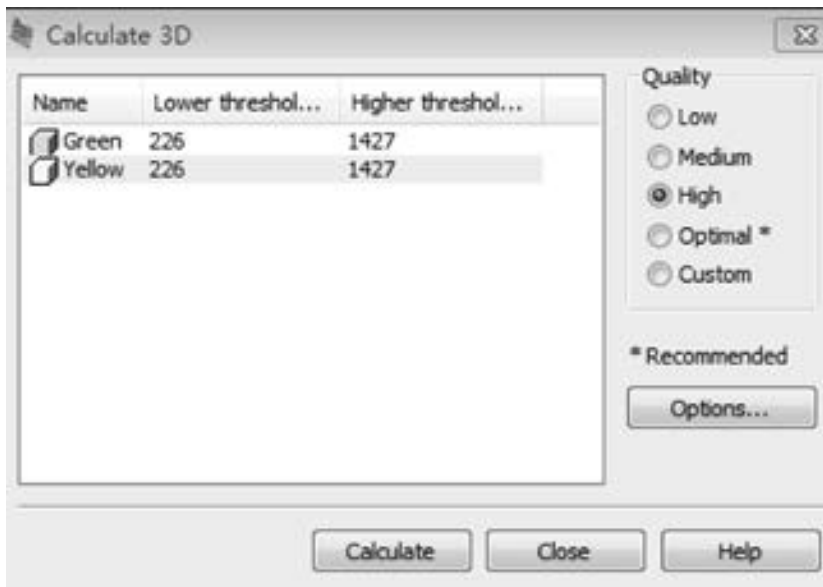 Calculate 3D
Name Lower threshol... Higher threshol...
Green 226 1427
Yellow 226 1427
Quality
Low
Medium
High
Optimal *
Custom
* Recommended
Options...
Calculate Close Help